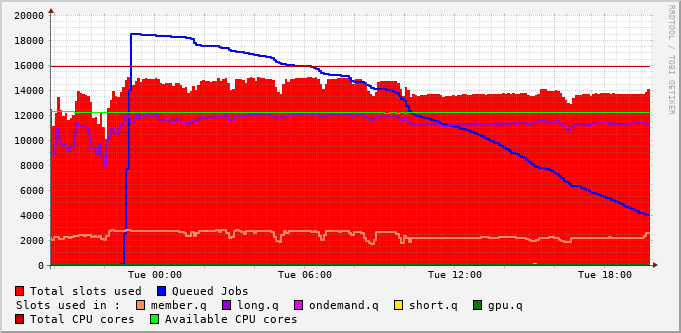 20000
18000
16000
14000
12000
10000
8000
6000
4000
2000
0
Tue 00:00 Tue 06:00 Tue 12:00 Tue 18:00
Total slots used Queued Jobs
Slots used in : member.q long.q ondemand.q short.q gpu.q
Total CPU cores Available CPU cores
RRDTOOL / TOBI OETIKER